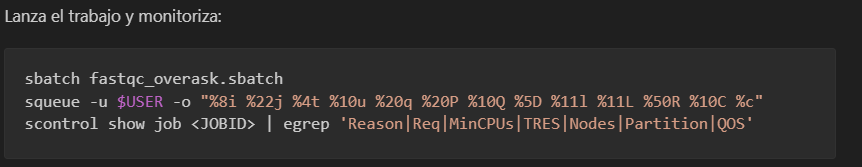 Lanza el trabajo y monitoriza:
sbatch fastqc_overask.sbatch
squeue -u $USER -o "%8i %22j %4t %10u %20q %20P %10Q %5D %11l %11L %50R %10C %c"
scontrol show job <JOBID> | egrep 'Reason|Req|MinCPUs|TRES|Nodes|Partition|QOS'